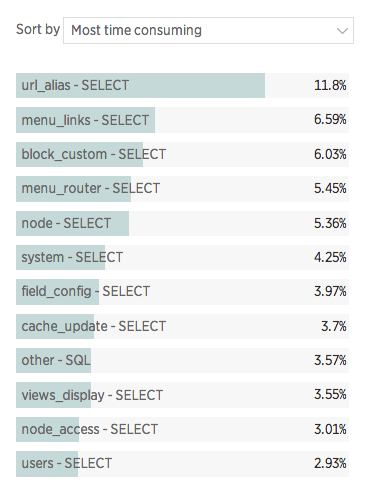 Sort by Most time consuming
url_alias - SELECT 11.8%
menu_links - SELECT 6.59%
block_custom - SELECT 6.03%
menu_router - SELECT 5.45%
node - SELECT 5.36%
system - SELECT 4.25%
field_config - SELECT 3.97%
cache_update - SELECT 3.7%
other - SQL 3.57%
views_display - SELECT 3.55%
node_access - SELECT 3.01%
users - SELECT 2.93%